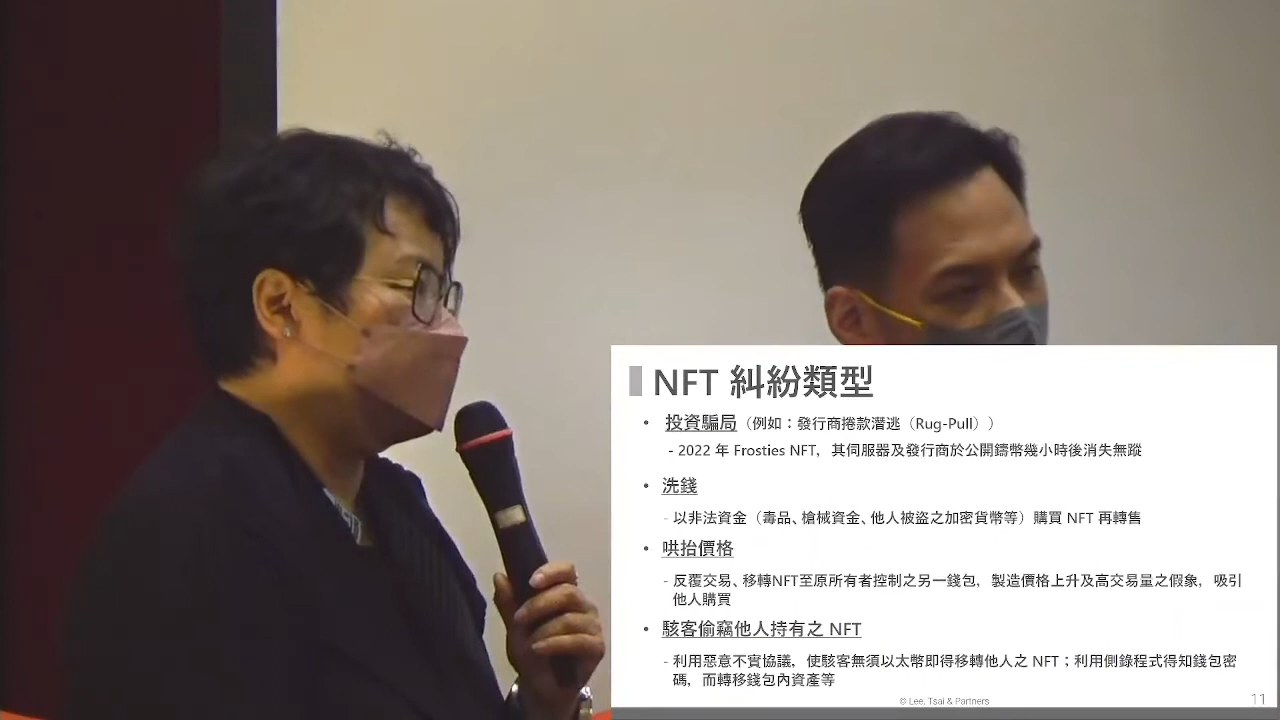 NFT 糾紛類型
• 投資騙局（例如：發行商捲款潛逃（Rug-Pull））
- 2022 年 Frosties NFT，其伺服器及發行商於公開鑄幣幾小時後消失無蹤
• 洗錢
- 以非法資金（毒品、槍械資金、他人被盜之加密貨幣等）購買 NFT 再轉售
• 哄抬價格
- 反覆交易、移轉NFT至原所有者控制之另一錢包，製造價格上升及高交易量之假象，吸引
他人購買
• 駭客偷竊他人持有之 NFT
- 利用惡意不實協議，使駭客無須以太幣即得移轉他人之 NFT；利用側錄程式得知錢包密
碼，而轉移錢包內資產等
© Lee, Tsai & Partners
11